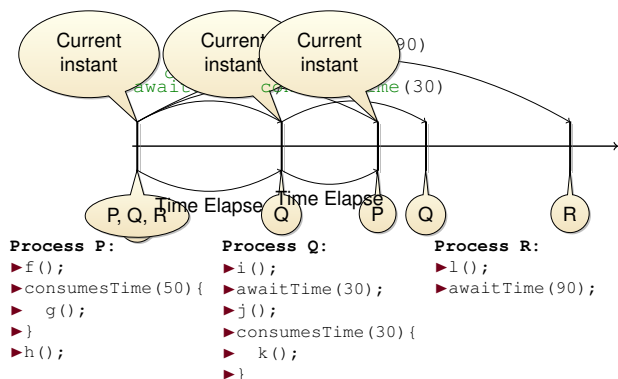 Current instant
Current instant
Current instant
90)
await
(30)
P, Q, R
Time Elapse
Q
Time Elapse
P
Q
R
Process P:
►f();
►consumesTime(50){
► g();
►}
►h();
Process Q:
►i();
►awaitTime(30);
►j();
►consumesTime(30){
► k();
►}
Process R:
►l();
►awaitTime(90);